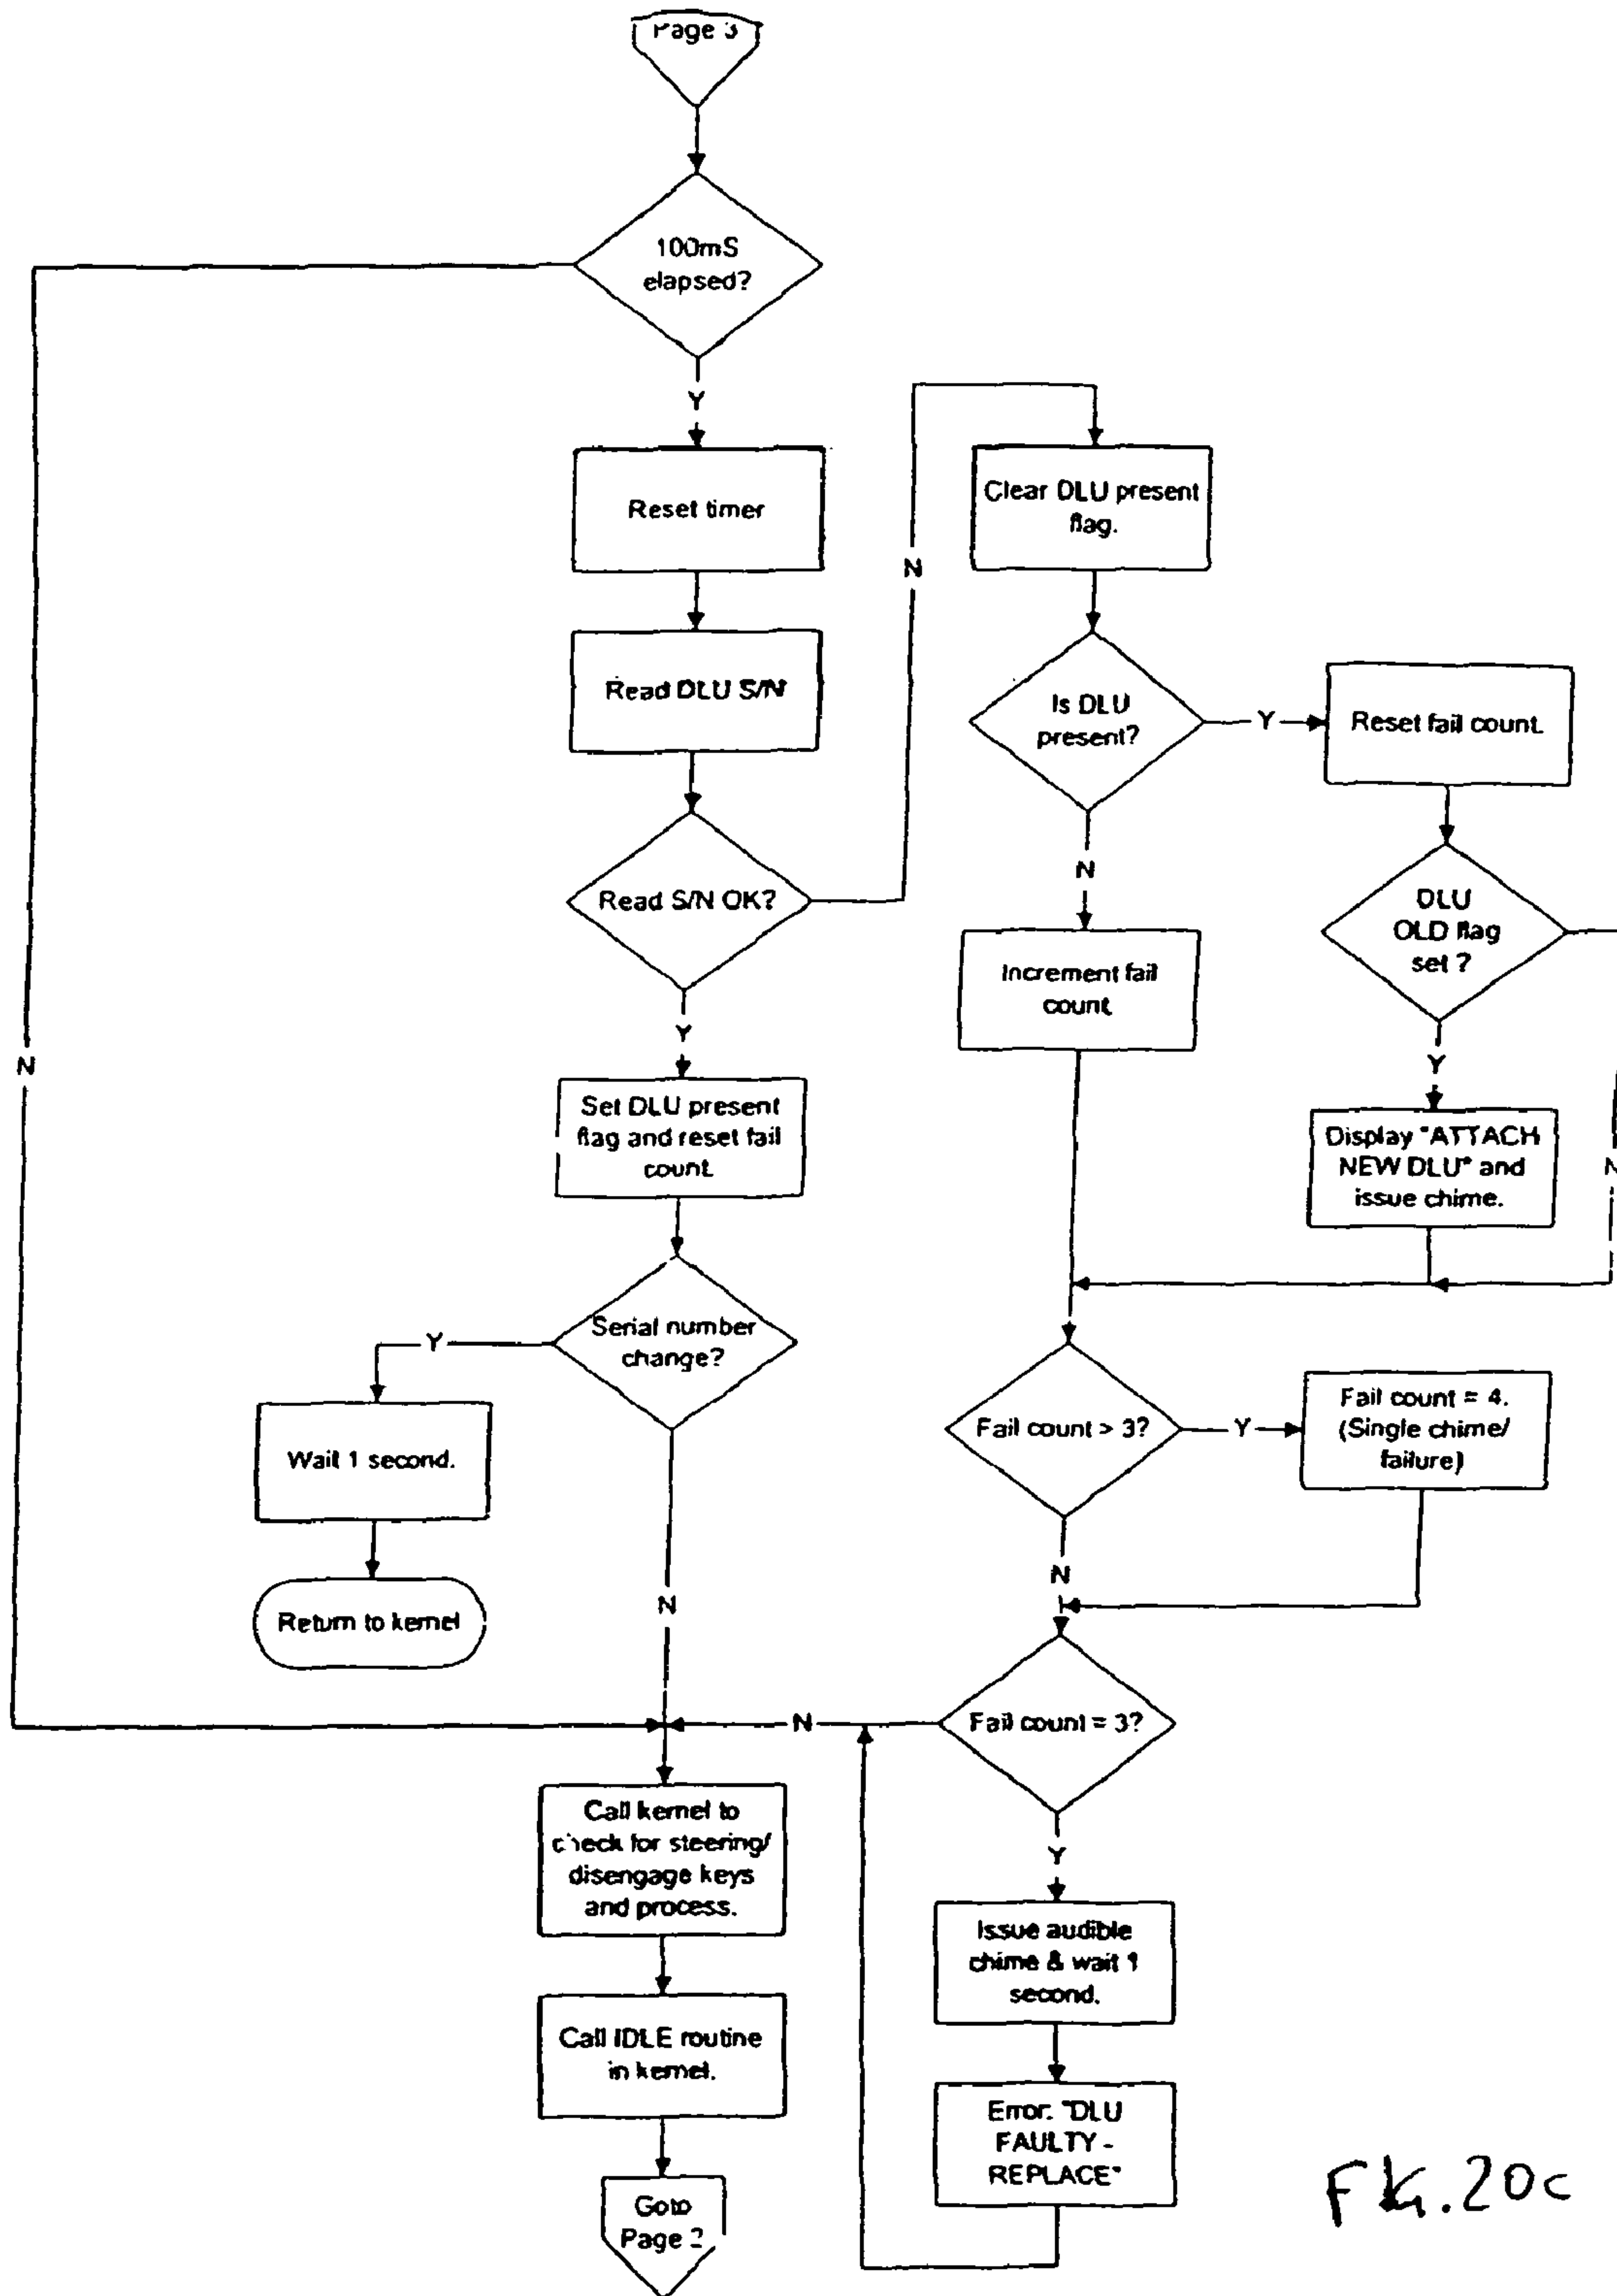 Page 3
100mS
elapsed?
Y
Reset timer
Read DLU S/N
Read S/N OK?
N
Y
Set DLU present
flag and reset fail
count.
Serial number
change?
Y
Wait 1 second.
Return to kernel
N
N
Clear DLU present
flag.
Is DLU
present?
Y
Reset fail count.
N
Increment fail
count.
DLU
OLD flag
set ?
Y
N
Display "ATTACH
NEW DLU" and
issue chime.
Fail count > 3?
Y
Fail count = 4.
(Single chime/
failure)
N
Fail count = 3?
N
Y
Issue audible
chime & wait 1
second.
Error: "DLU
FAULTY -
REPLACE"
Call kernel to
check for steering/
disengage keys
and process.
Call IDLE routine
in kernel.
Goto
Page 2
FIG. 20c